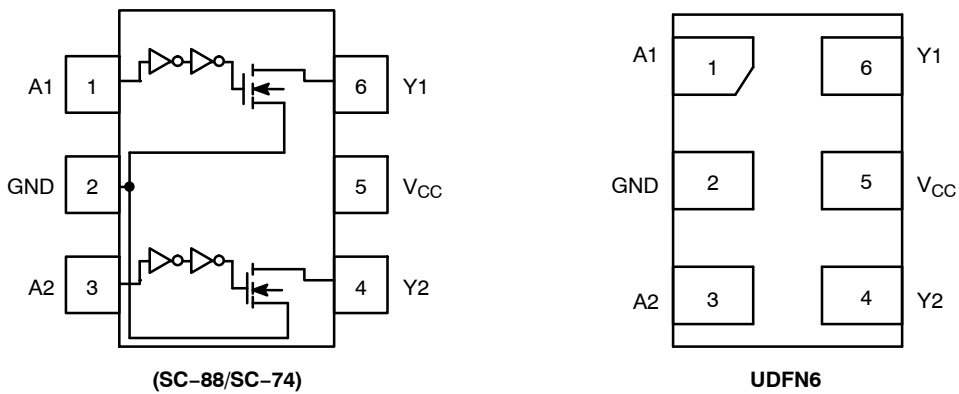 A1 1 6 Y1
GND 2 5 VCC
A2 3 4 Y2
(SC−88/SC−74)
A1 1 6 Y1
GND 2 5 VCC
A2 3 4 Y2
UDFN6